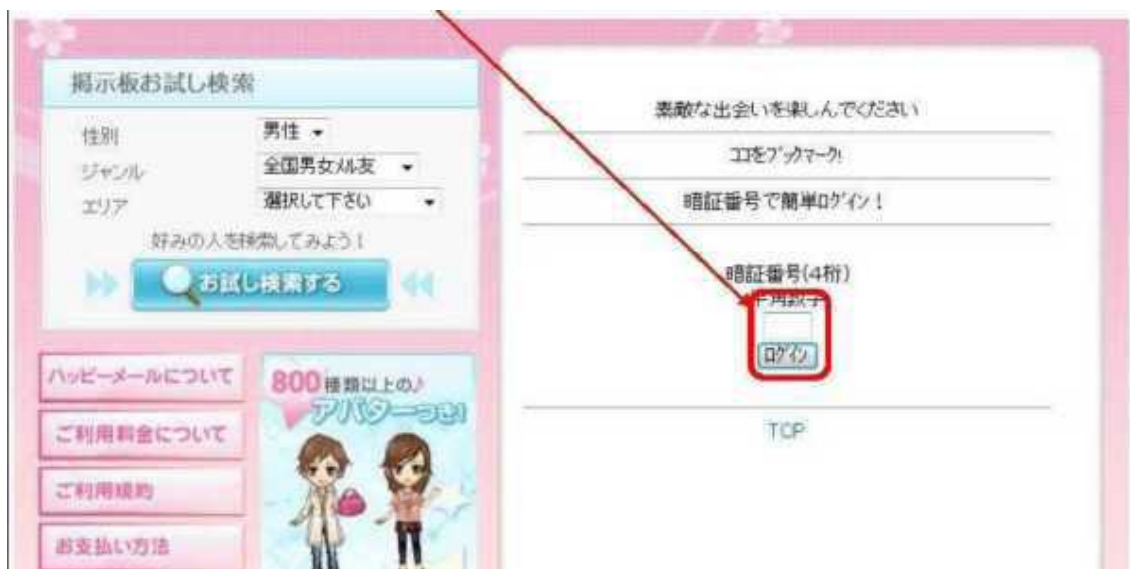 掲示板お試し検索
性別 男性
ジャンル 全国男女メル友
エリア 選択して下さい
好みの人を検索してみよう!
お試し検索する
ハッピーメールについて
ご利用料金について
ご利用規約
お支払い方法
800種類以上の♪
アバターつき!
素敵な出会いを楽しんでください
ココをブックマーク!
暗証番号で簡単ログイン!
暗証番号(4桁)
半角数字
ログイン
TOP